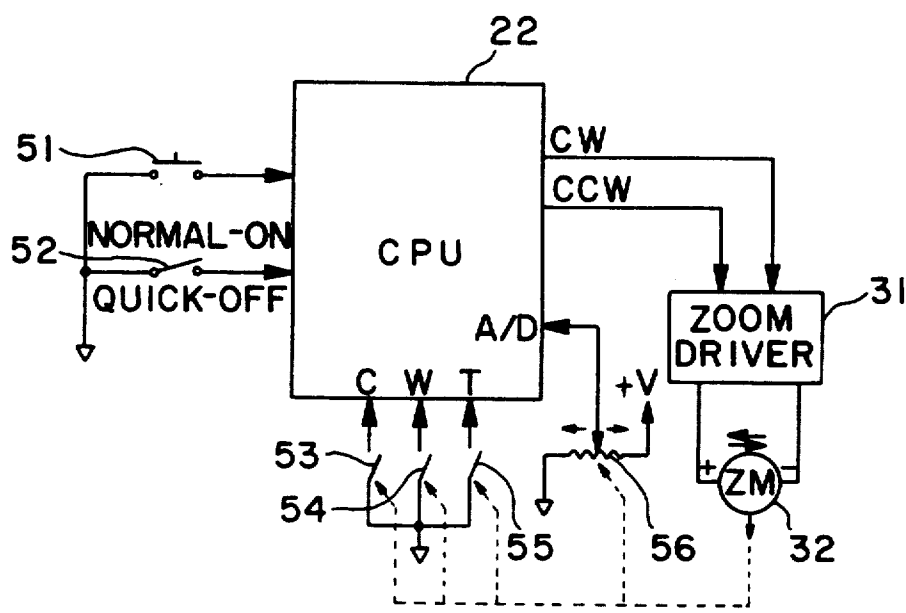 22
51
CW
CCW
NORMAL-ON
52
QUICK-OFF
CPU
31
ZOOM
DRIVER
A/D
C W T
+V
53
54
55
56
+ ZM −
32